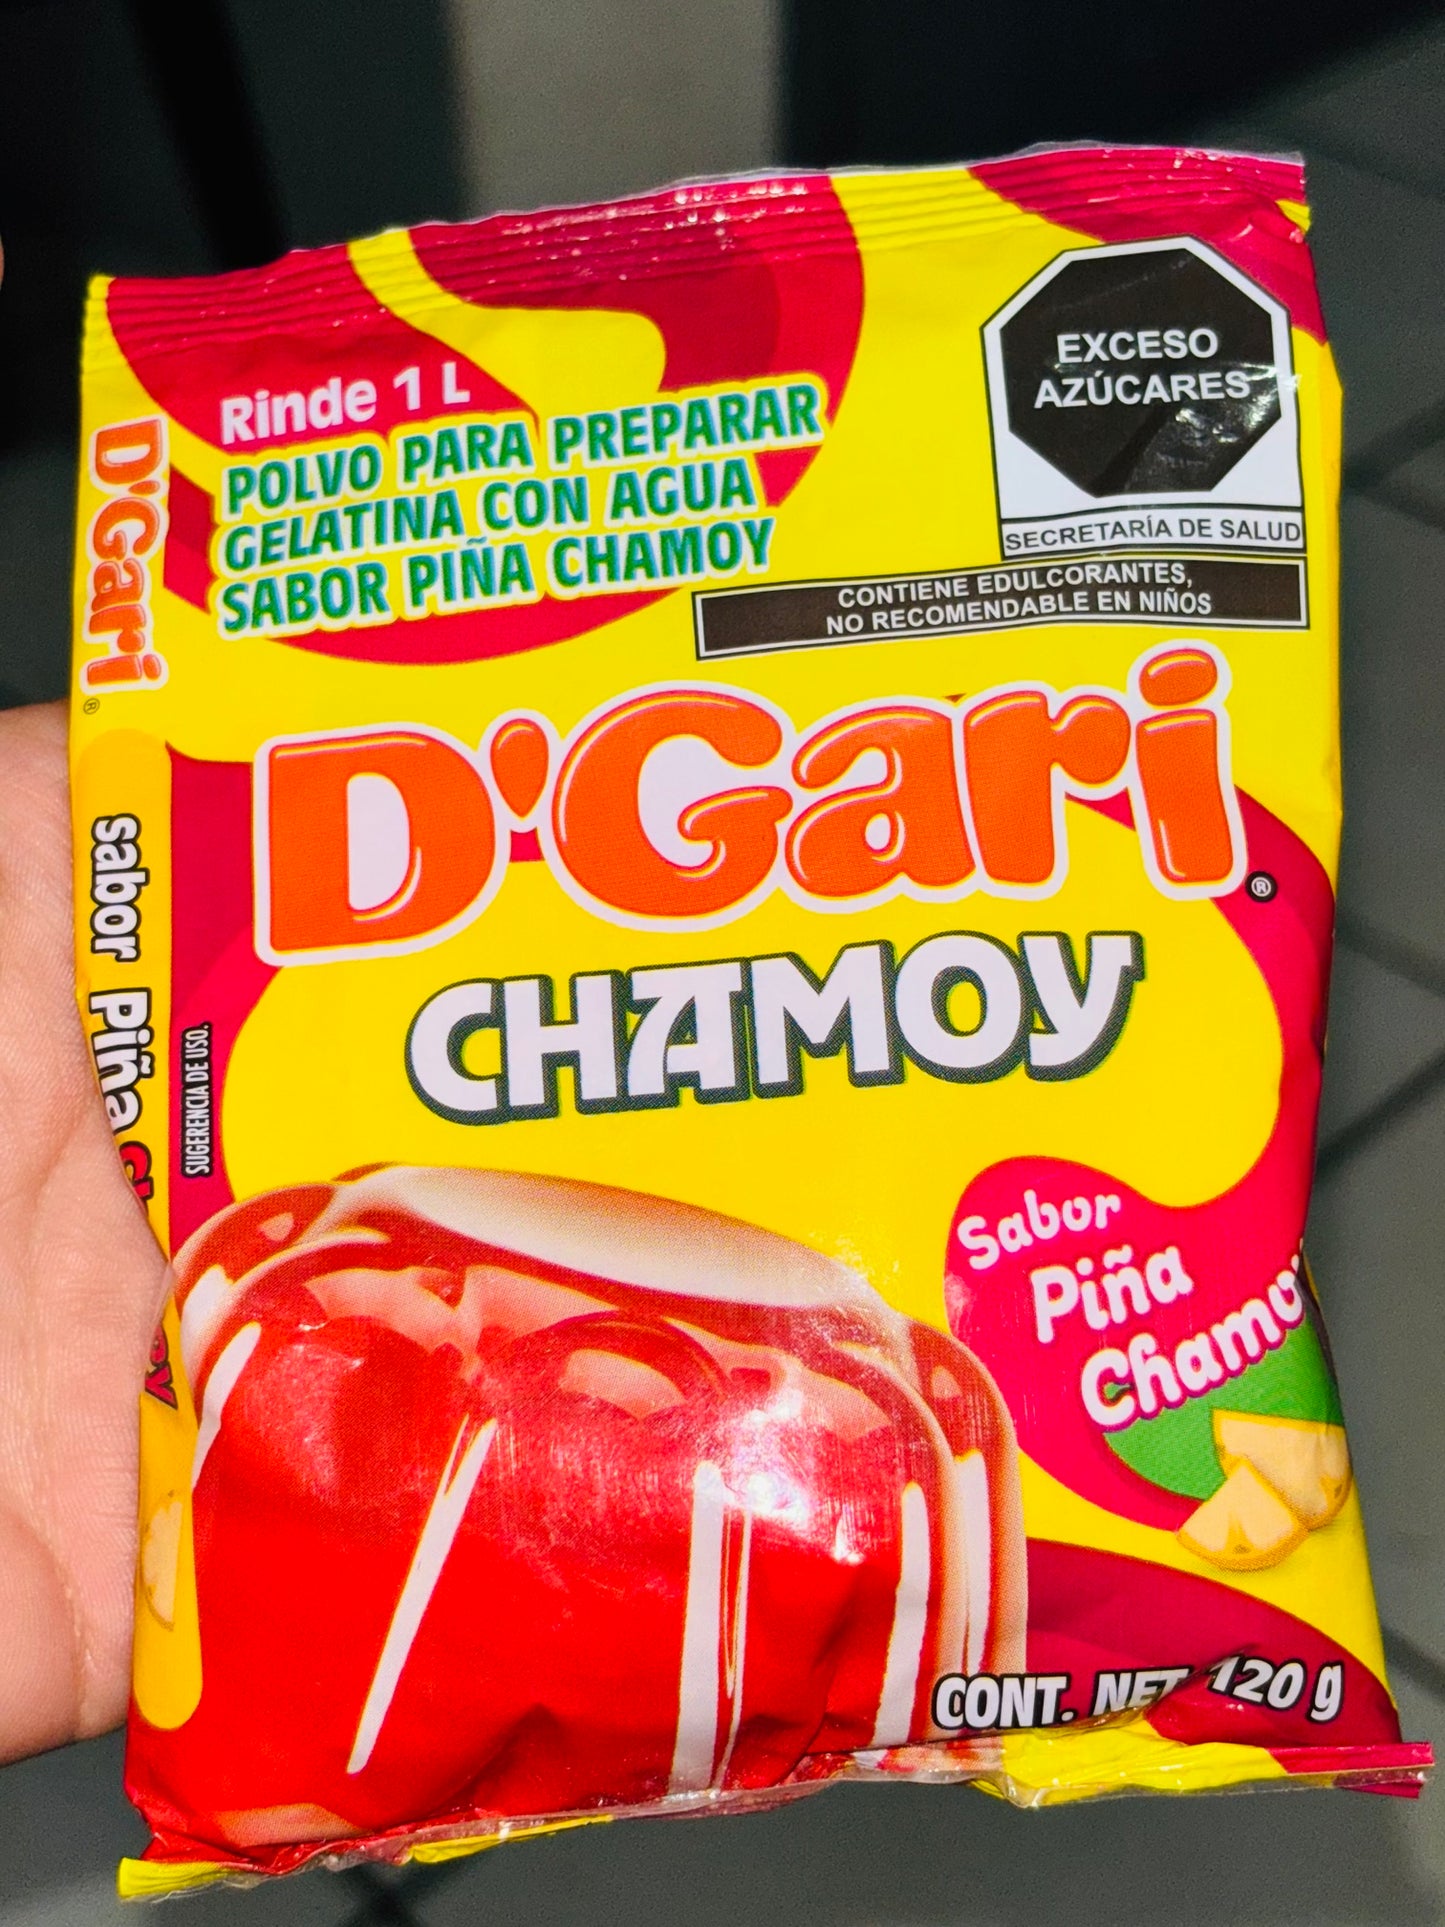 Rinde 1 L
POLVO PARA PREPARAR
GELATINA CON AGUA
SABOR PIÑA CHAMOY
EXCESO
AZÚCARES
SECRETARÍA DE SALUD
CONTIENE EDULCORANTES,
NO RECOMENDABLE EN NIÑOS
D'Gari®
CHAMOY
Sabor
Piña
Chamoy
CONT. NET 120 g
SUGERENCIA DE USO.
D'Gari®
sabor Piña